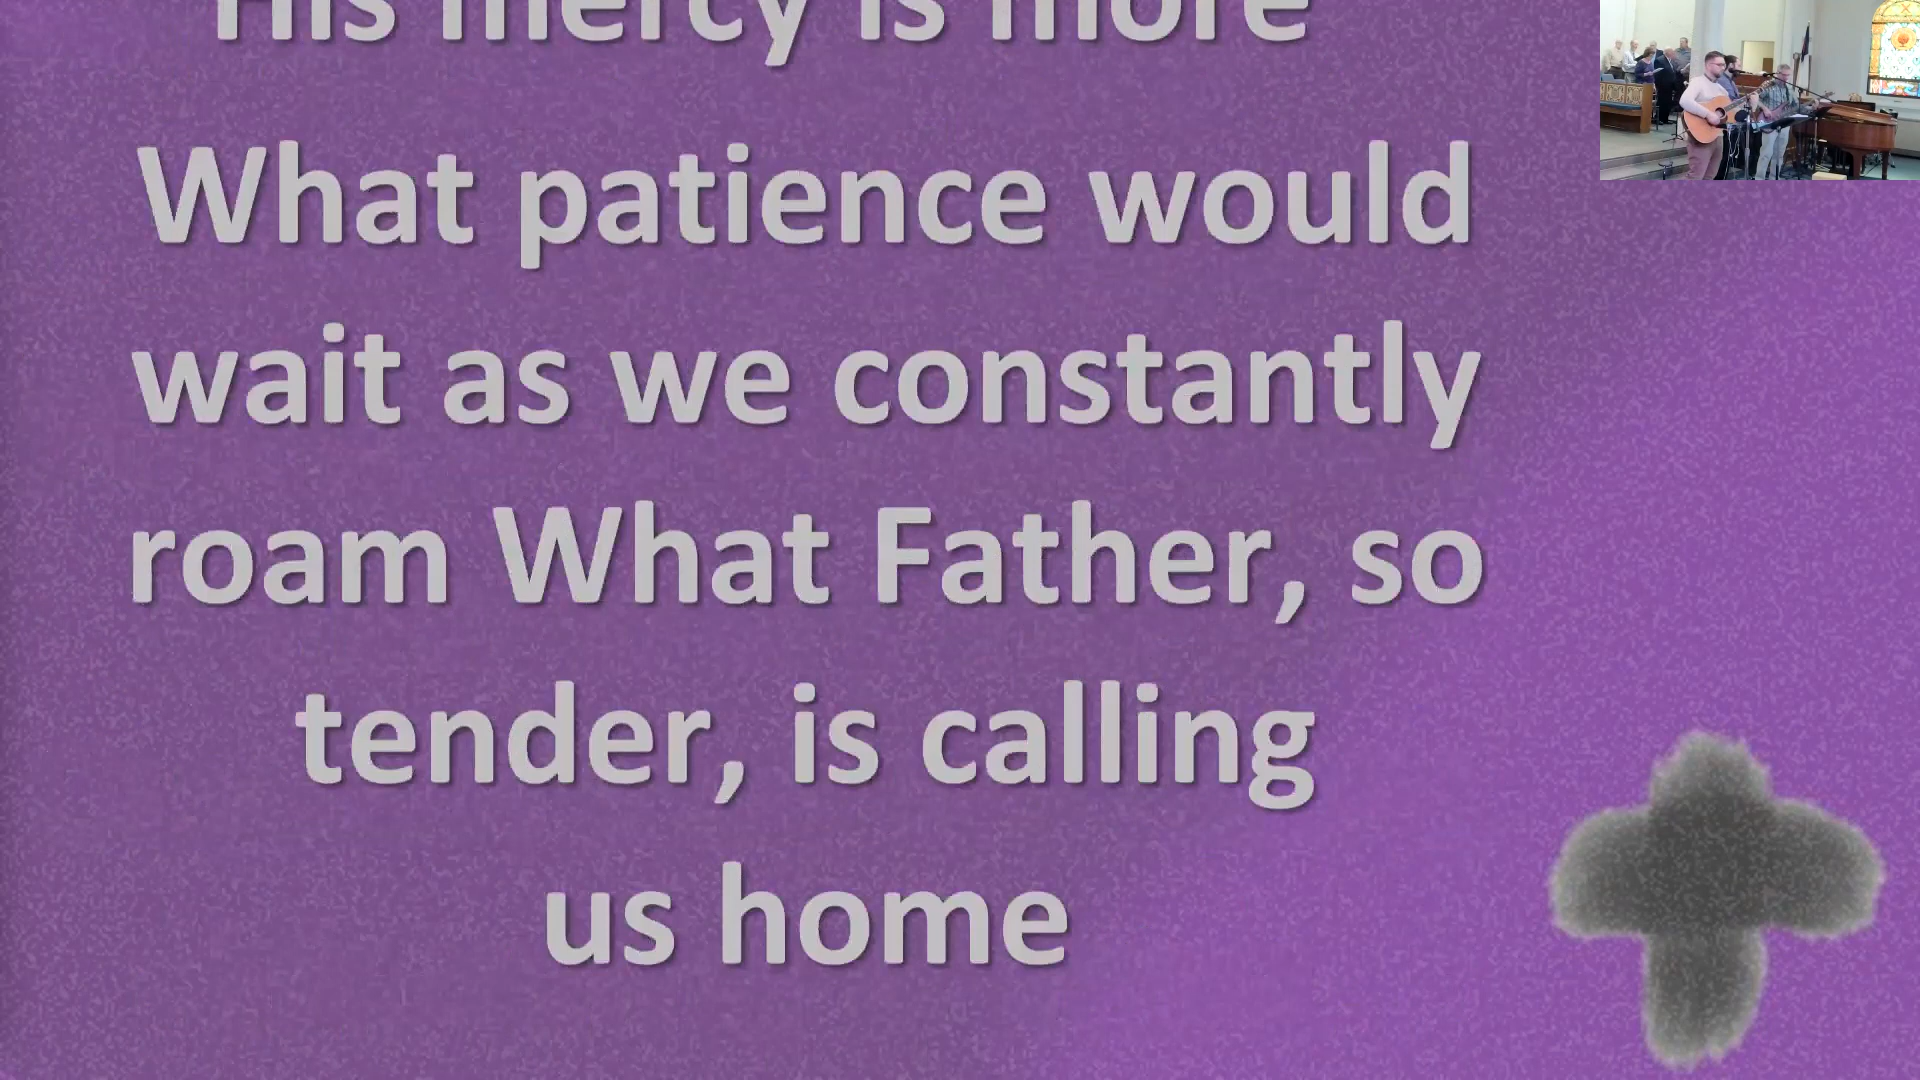 His mercy is more
What patience would
wait as we constantly
roam What Father, so
tender, is calling
us home